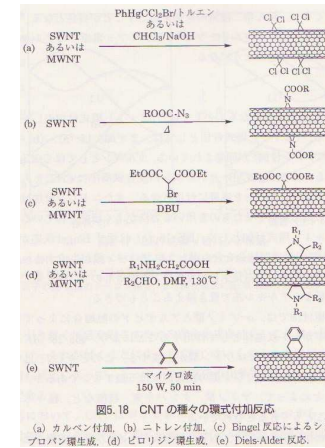 PhHgCCl2Br/トルエン
あるいは
CHCl3/NaOH
(a) SWNT
あるいは
MWNT
Cl Cl Cl Cl
Cl Cl Cl Cl
(b) SWNT
ROOC-N3
Δ
COOR
N
N
COOR
(c) SWNT
あるいは
MWNT
EtOOC COOEt
Br
DBU
EtOOC COOEt
(d) SWNT
あるいは
MWNT
R1NH2CH2COOH
R2CHO, DMF, 130℃
R1
N
R2
R2
N
R1
(e) SWNT
マイクロ波
150 W, 50 min
図5.18 CNT の種々の環式付加反応
(a) カルベン付加, (b) ニトレン付加, (c) Bingel 反応によるシ
プロパン環生成, (d) ピロリジン環生成, (e) Diels-Alder 反応.